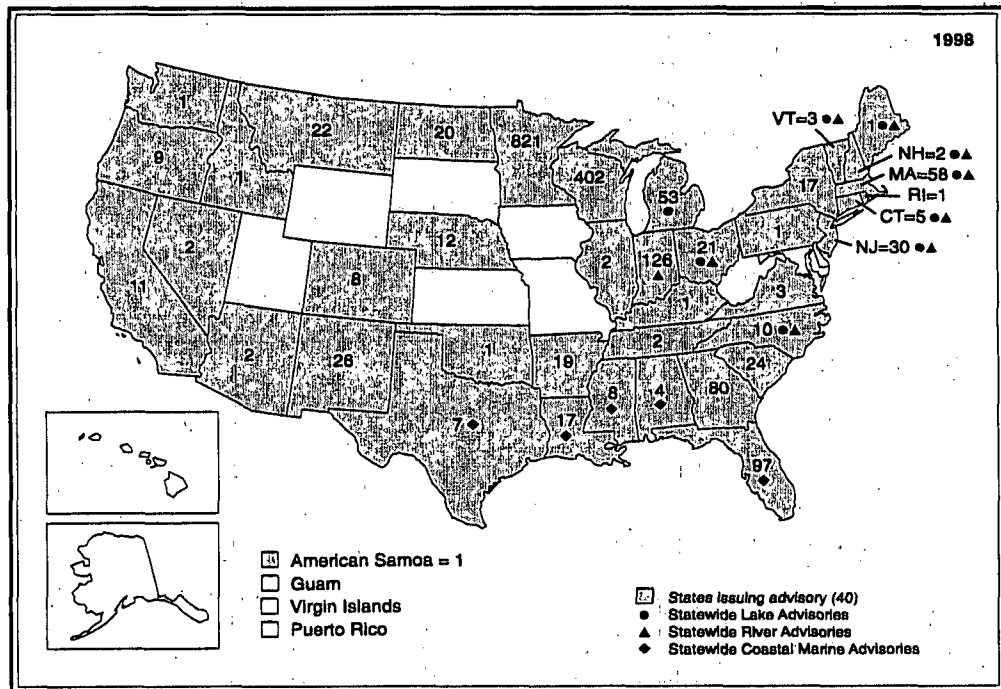 1998
1
22
20
821
VT=3 ●▲
1 ●▲
9
1
402
NH=2 ●▲
MA=58 ●▲
17
53
●
RI=1
CT=5 ●▲
2
12
1
21
●▲
NJ=30 ●▲
2
126
▲
8
3
11
1
10 ●▲
2
2
26
1
19
24
8
◆
4
◆
80
7 ◆
17
◆
97
◆
American Samoa = 1
Guam
Virgin Islands
Puerto Rico
States issuing advisory (40)
● Statewide Lake Advisories
▲ Statewide River Advisories
◆ Statewide Coastal Marine Advisories